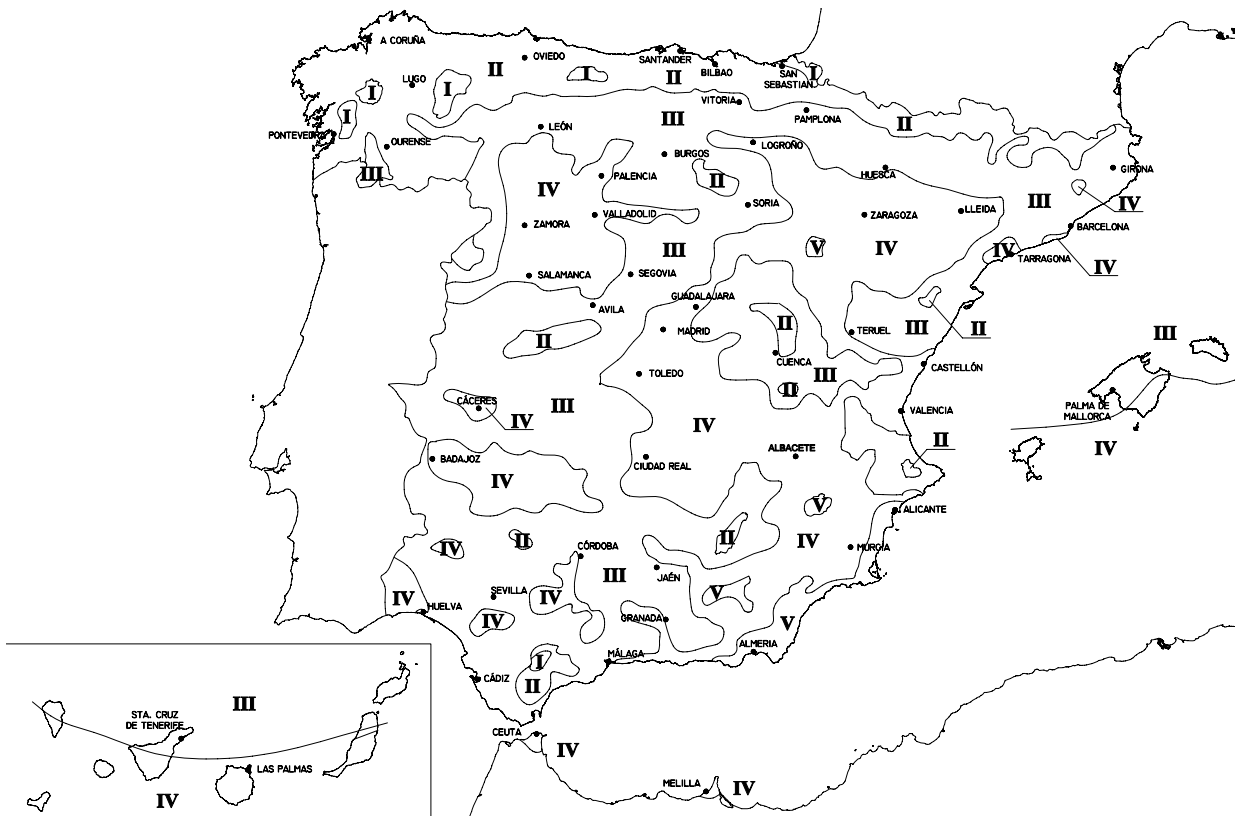 A CORUÑA
OVIEDO
SANTANDER
II
LUGO
I
I
I
II
BILBAO
SAN
SEBASTIAN
I
I
VITORIA
PAMPLONA
II
PONTEVEDRA
OURENSE
LEÓN
III
BURGOS
LOGROÑO
HUESCA
GIRONA
III
IV
PALENCIA
II
SORIA
III
IV
ZAMORA
VALLADOLID
ZARAGOZA
LLEIDA
BARCELONA
III
V
IV
IV
TARRAGONA
IV
SALAMANCA
SEGOVIA
AVILA
GUADALAJARA
II
MADRID
II
TERUEL
III
II
III
CUENCA
TOLEDO
II
III
CASTELLÓN
CÁCERES
IV
III
IV
VALENCIA
PALMA DE
MALLORCA
IV
BADAJOZ
IV
CIUDAD REAL
ALBACETE
II
V
ALICANTE
IV
II
CÓRDOBA
II
IV
MURCIA
III
JAÉN
IV
HUELVA
SEVILLA
IV
IV
V
GRANADA
V
MÁLAGA
ALMERIA
I
CÁDIZ
II
CEUTA
IV
MELILLA
IV
III
STA. CRUZ
DE TENERIFE
LAS PALMAS
IV